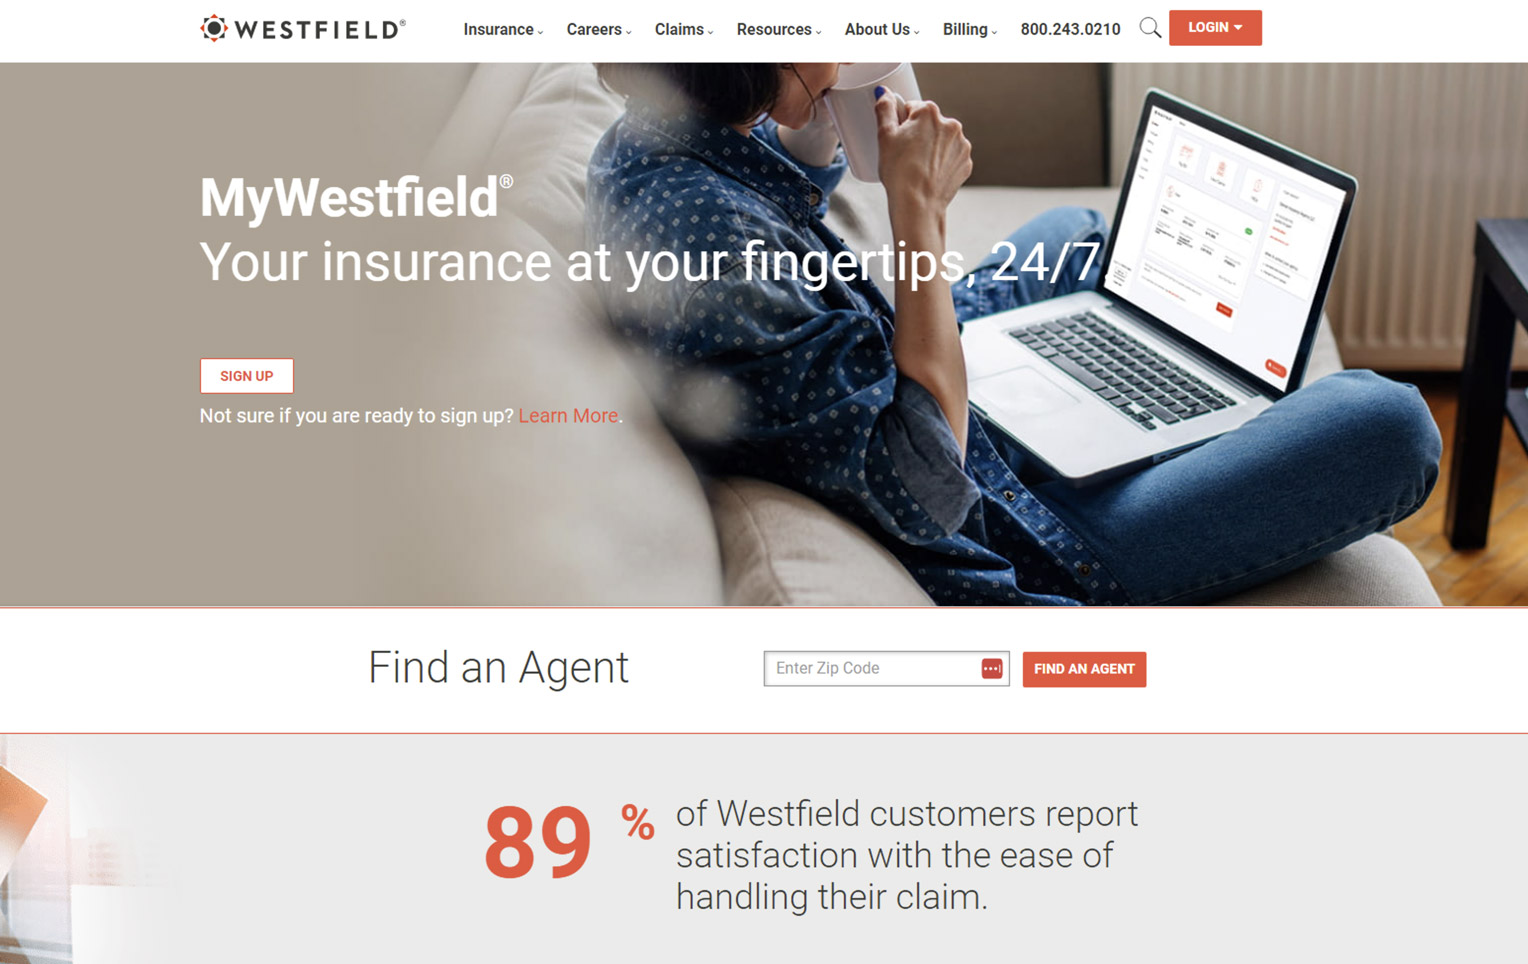 WESTFIELD®
Insurance Careers Claims Resources About Us Billing 800.243.0210 LOGIN
MyWestfield®
Your insurance at your fingertips, 24/7.
SIGN UP
Not sure if you are ready to sign up? Learn More.
Find an Agent
Enter Zip Code
FIND AN AGENT
89 % of Westfield customers report
satisfaction with the ease of
handling their claim.